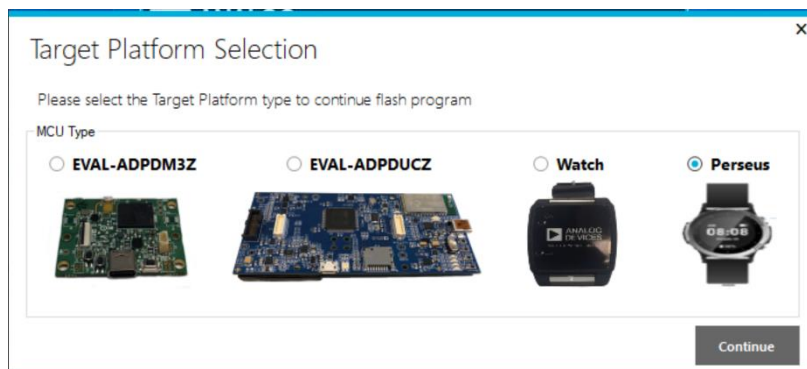 Target Platform Selection
Please select the Target Platform type to continue flash program
MCU Type
EVAL-ADPDM3Z
EVAL-ADPDUCZ
Watch
Perseus
ANALOG
DEVICES
08:08
Continue